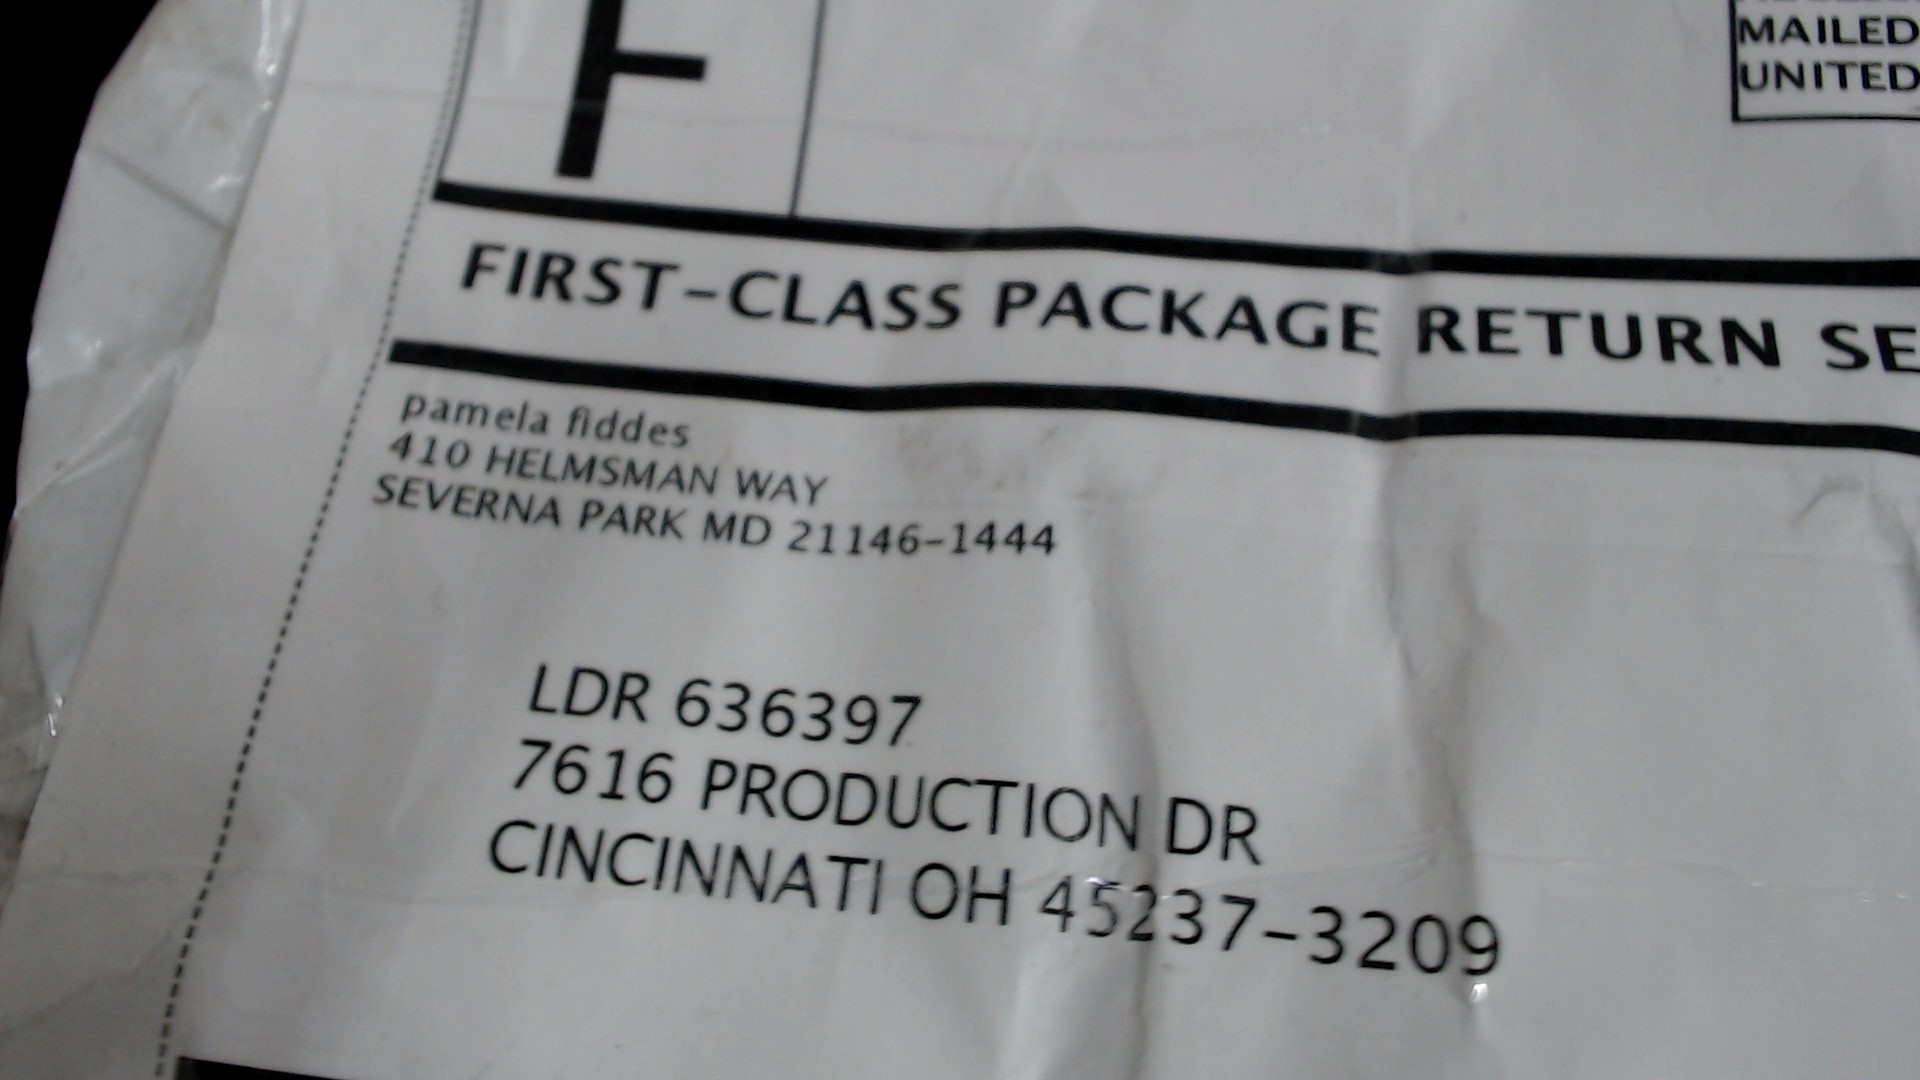 F
MAILED
UNITED
FIRST-CLASS PACKAGE RETURN SE
pamela fiddes
410 HELMSMAN WAY
SEVERNA PARK MD 21146-1444
LDR 636397
7616 PRODUCTION DR
CINCINNATI OH 45237-3209